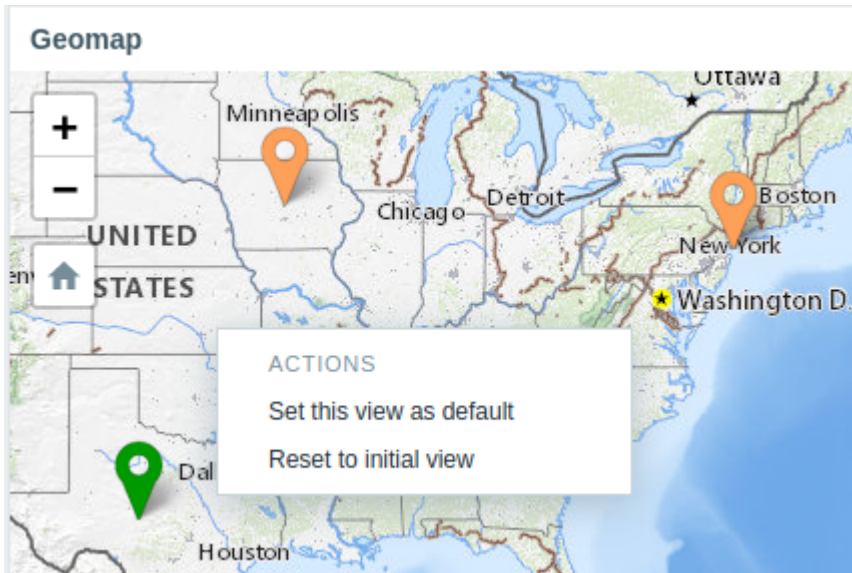 Geomap
Ottawa
+
Minneapolis
−
Boston
Detroit
Chicago
UNITED
New York
STATES
Washington D.
ACTIONS
Set this view as default
Reset to initial view
Dal
Houston